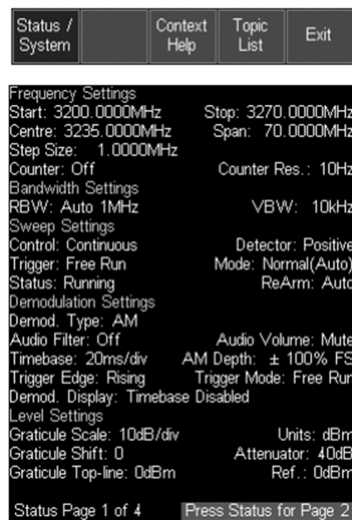 Status / System
Context Help
Topic List
Exit
Frequency Settings
Start: 3200.0000MHz Stop: 3270.0000MHz
Centre: 3235.0000MHz Span: 70.0000MHz
Step Size: 1.0000MHz
Counter: Off Counter Res.: 10Hz
Bandwidth Settings
RBW: Auto 1MHz VBW: 10kHz
Sweep Settings
Control: Continuous Detector: Positive
Trigger: Free Run Mode: Normal(Auto)
Status: Running ReArm: Auto
Demodulation Settings
Demod. Type: AM
Audio Filter: Off Audio Volume: Mute
Timebase: 20ms/div AM Depth: ± 100% FS
Trigger Edge: Rising Trigger Mode: Free Run
Demod. Display: Timebase Disabled
Level Settings
Graticule Scale: 10dB/div Units: dBm
Graticule Shift: 0 Attenuator: 40dB
Graticule Top-line: 0dBm Ref.: 0dBm
Status Page 1 of 4 Press Status for Page 2